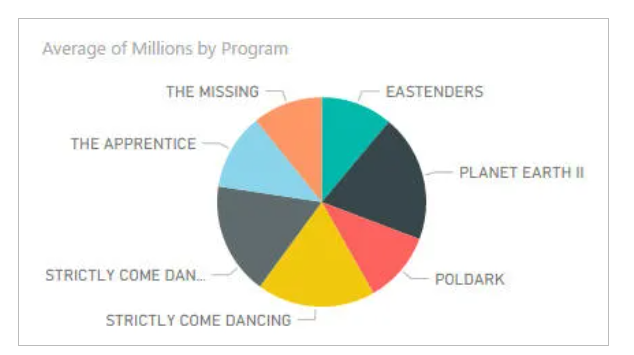 Average of Millions by Program
THE MISSING
EASTENDERS
THE APPRENTICE
PLANET EARTH II
STRICTLY COME DAN...
POLDARK
STRICTLY COME DANCING